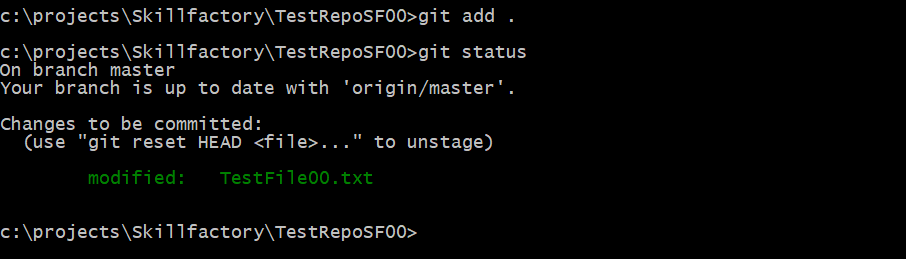 c:\projects\Skillfactory\TestRepoSF00>git add .
c:\projects\Skillfactory\TestRepoSF00>git status
On branch master
Your branch is up to date with 'origin/master'.
Changes to be committed:
  (use "git reset HEAD <file>..." to unstage)
        modified:   TestFile00.txt
c:\projects\Skillfactory\TestRepoSF00>